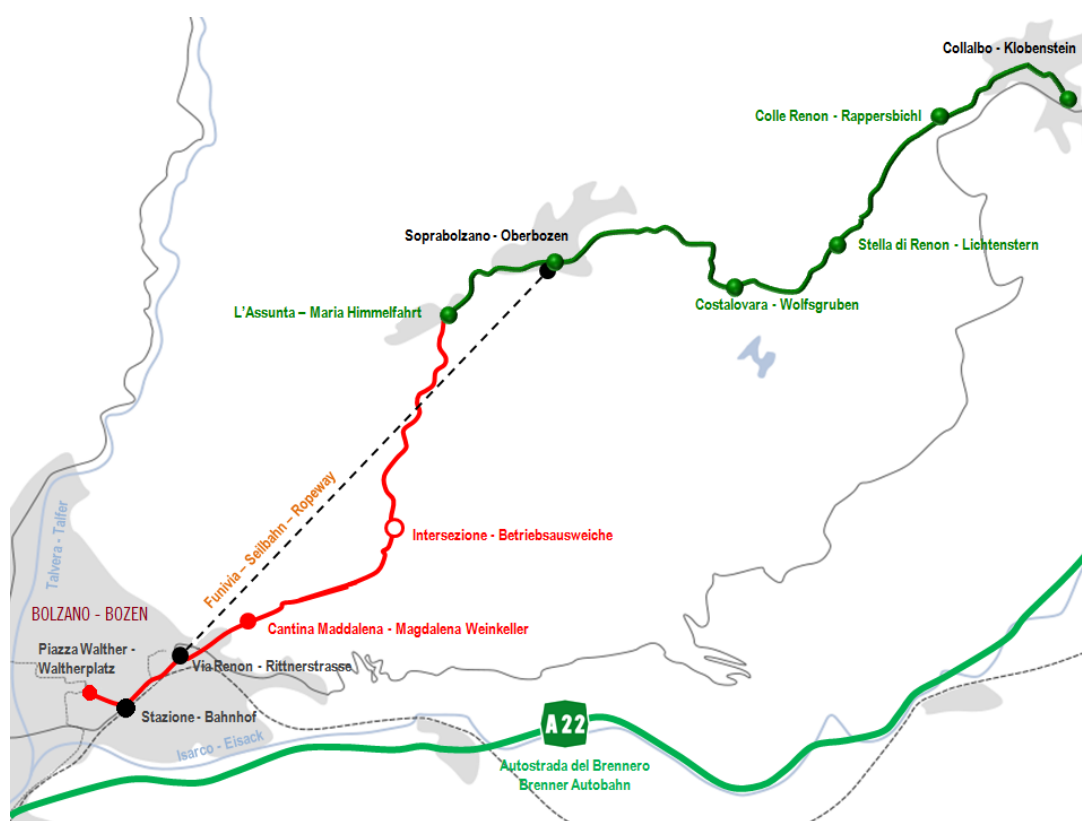 Collalbo - Klobenstein
Colle Renon - Rappersbichl
Soprabolzano - Oberbozen
Stella di Renon - Lichtenstern
Costalovara - Wolfsgruben
L'Assunta – Maria Himmelfahrt
Funivia – Seilbahn – Ropeway
Talvera - Talfer
Intersezione - Betriebsausweiche
BOLZANO - BOZEN
Cantina Maddalena - Magdalena Weinkeller
Piazza Walther -
Waltherplatz
Via Renon - Rittnerstrasse
Stazione - Bahnhof
Isarco - Eisack
A 22
Autostrada del Brennero
Brenner Autobahn